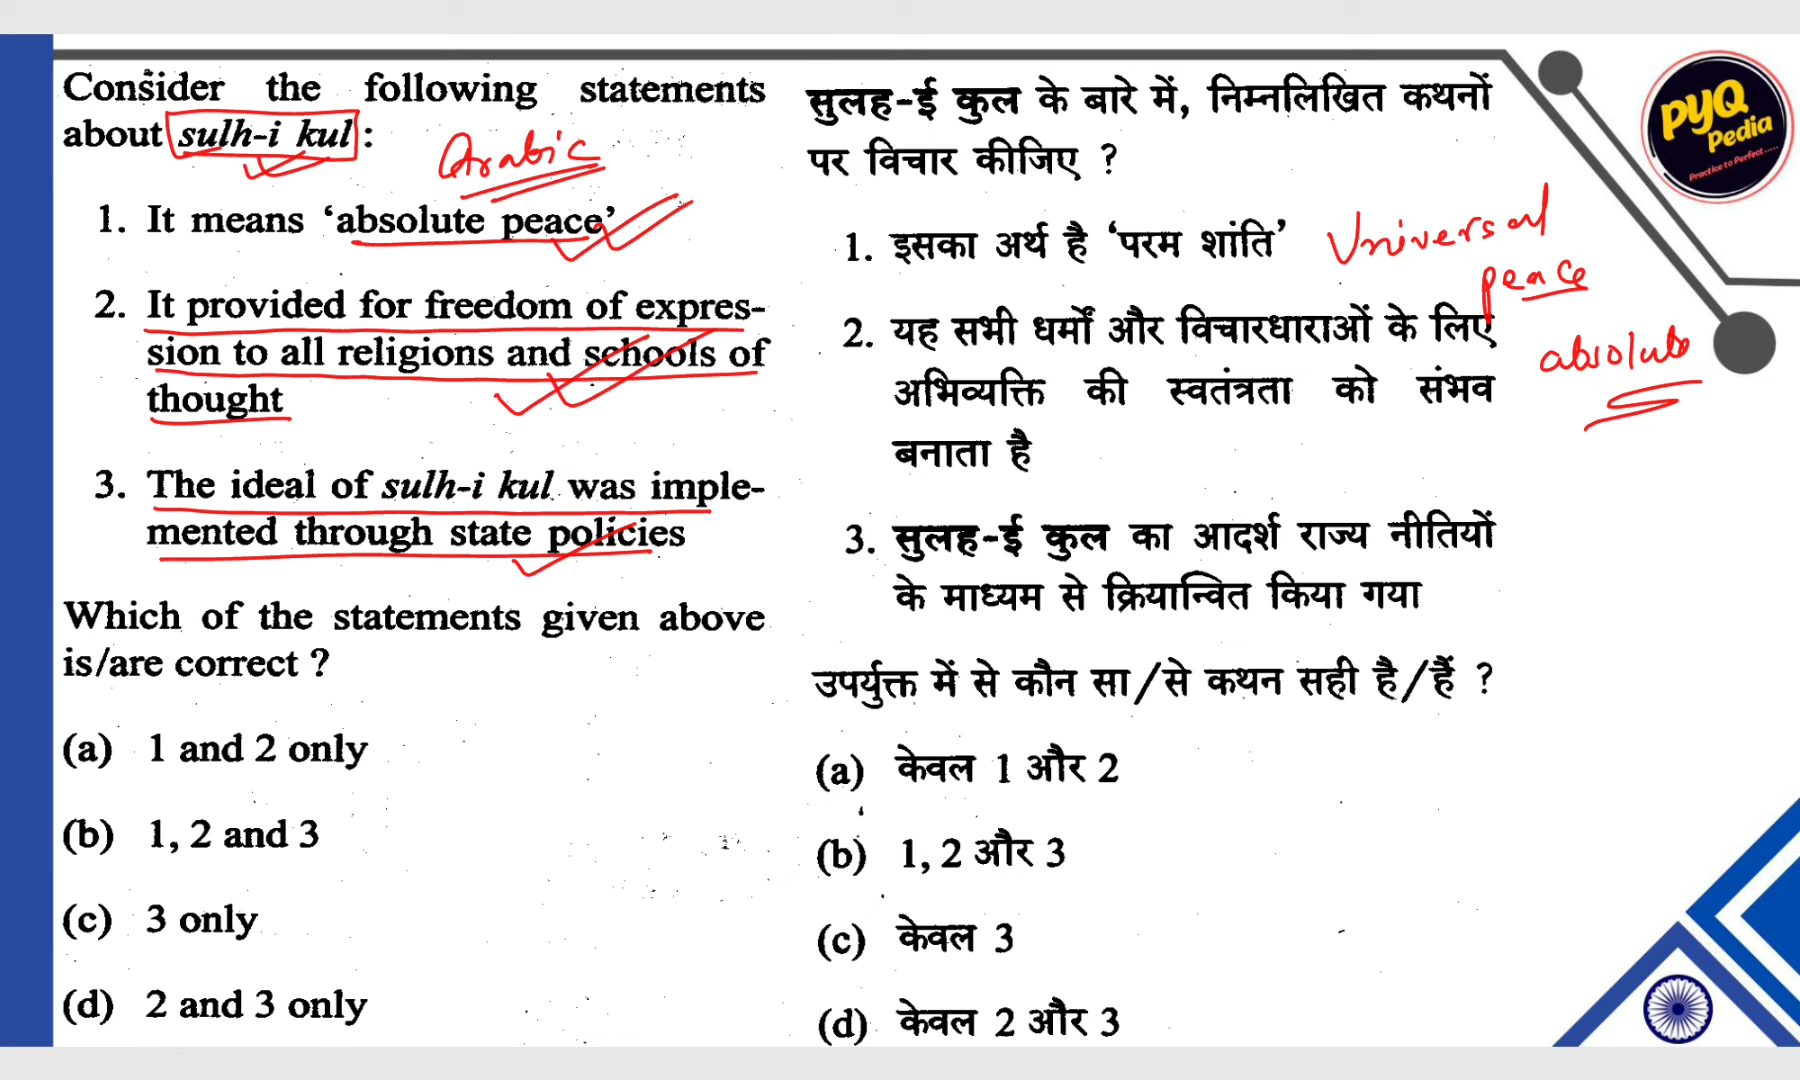 Consider the following statements
about sulh-i kul :
Arabic
1. It means ‘absolute peace’
2. It provided for freedom of expres-
sion to all religions and schools of
thought
3. The ideal of sulh-i kul was imple-
mented through state policies
Which of the statements given above
is/are correct ?
(a) 1 and 2 only
(b) 1, 2 and 3
(c) 3 only
(d) 2 and 3 only
सुलह-ई कुल के बारे में, निम्नलिखित कथनों
पर विचार कीजिए ?
1. इसका अर्थ है ‘परम शांति’
Universal
peace
absolute
2. यह सभी धर्मों और विचारधाराओं के लिए
अभिव्यक्ति की स्वतंत्रता को संभव
बनाता है
3. सुलह-ई कुल का आदर्श राज्य नीतियों
के माध्यम से क्रियान्वित किया गया
उपर्युक्त में से कौन सा/से कथन सही है/हैं ?
(a) केवल 1 और 2
(b) 1, 2 और 3
(c) केवल 3
(d) केवल 2 और 3
PYQ
Pedia
Practice to Perfect.....